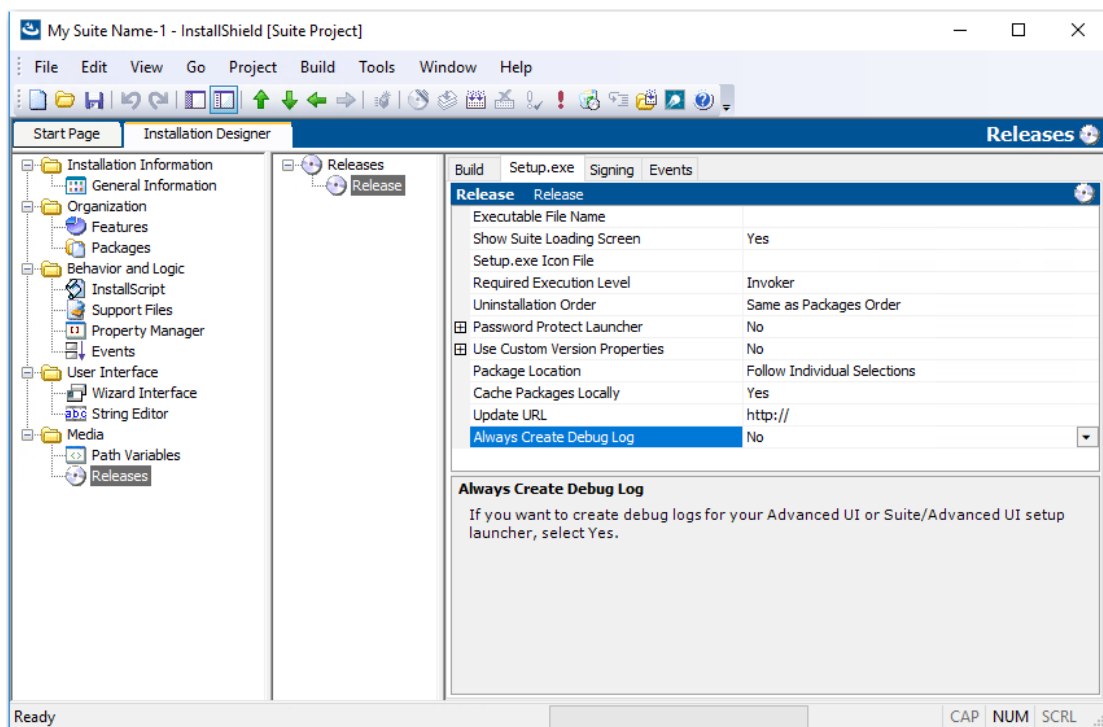 My Suite Name-1 - InstallShield [Suite Project]
File Edit View Go Project Build Tools Window Help
Start Page Installation Designer Releases
Installation Information
General Information
Organization
Features
Packages
Behavior and Logic
InstallScript
Support Files
Property Manager
Events
User Interface
Wizard Interface
abc String Editor
Media
Path Variables
Releases
Releases
Release
Build Setup.exe Signing Events
Release Release
Executable File Name
Show Suite Loading Screen Yes
Setup.exe Icon File
Required Execution Level Invoker
Uninstallation Order Same as Packages Order
Password Protect Launcher No
Use Custom Version Properties No
Package Location Follow Individual Selections
Cache Packages Locally Yes
Update URL http://
Always Create Debug Log No
Always Create Debug Log
If you want to create debug logs for your Advanced UI or Suite/Advanced UI setup
launcher, select Yes.
Ready CAP NUM SCRL